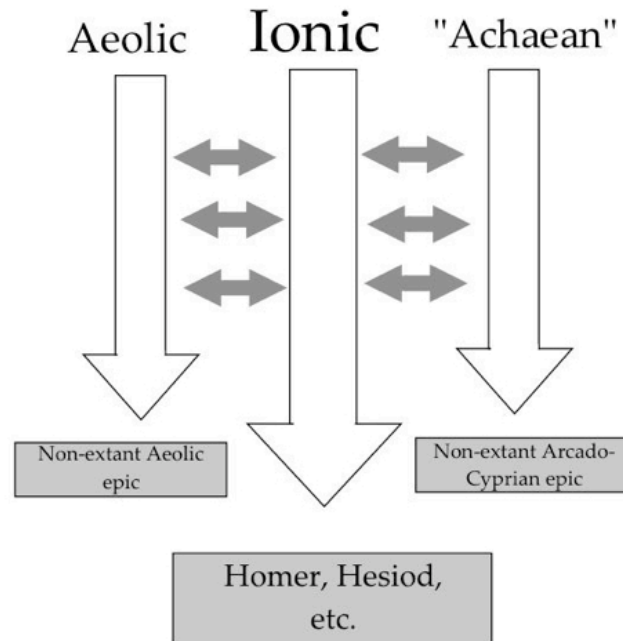 Aeolic
Ionic
"Achaean"
Non-extant Aeolic
epic
Non-extant Arcado-
Cyprian epic
Homer, Hesiod,
etc.